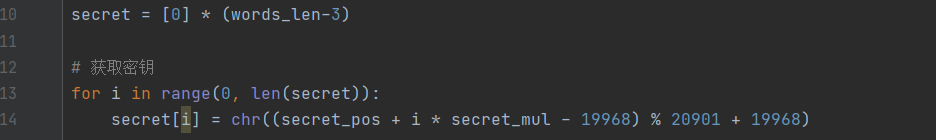 10 secret = [0] * (words_len-3)
11
12 # 获取密钥
13 for i in range(0, len(secret)):
14     secret[i] = chr((secret_pos + i * secret_mul - 19968) % 20901 + 19968)